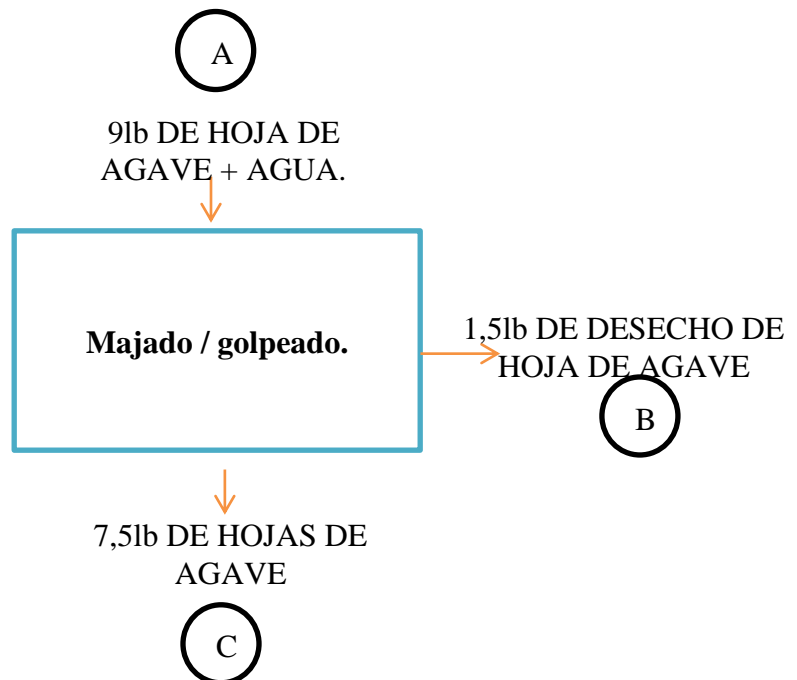 A
9lb DE HOJA DE
AGAVE + AGUA.
Majado / golpeado.
1,5lb DE DESECHO DE
HOJA DE AGAVE
B
7,5lb DE HOJAS DE
AGAVE
C